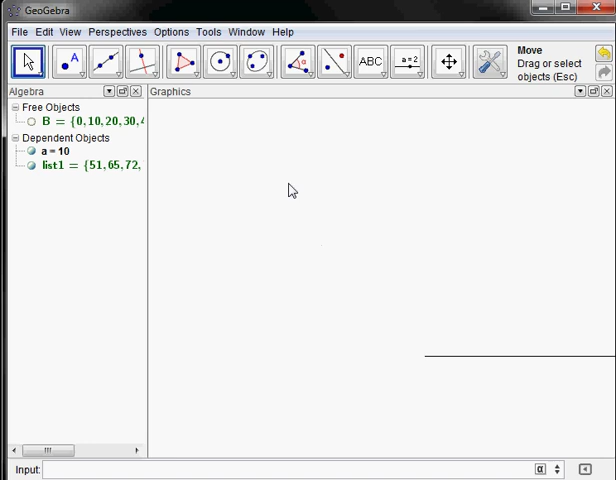 GeoGebra
File Edit View Perspectives Options Tools Window Help
A
α
ABC
a = 2
Move
Drag or select
objects (Esc)
Algebra
Graphics
Free Objects
B = {0,10,20,30,4
Dependent Objects
a = 10
list1 = {51,65,72,
Input:
α